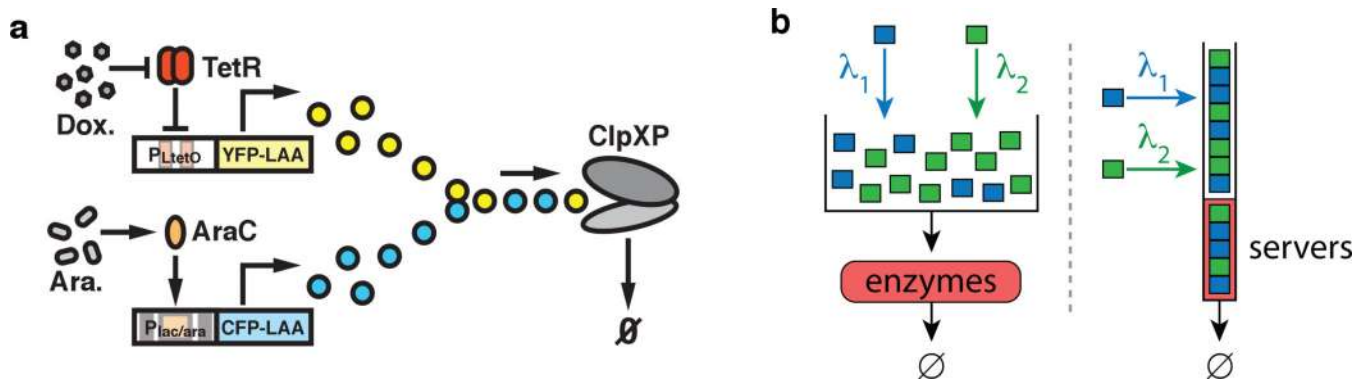 a
Dox.
TetR
PLtetO YFP-LAA
ClpXP
Ara.
AraC
Plac/ara CFP-LAA
∅
b
λ1 λ2
enzymes
∅
λ1
λ2
servers
∅